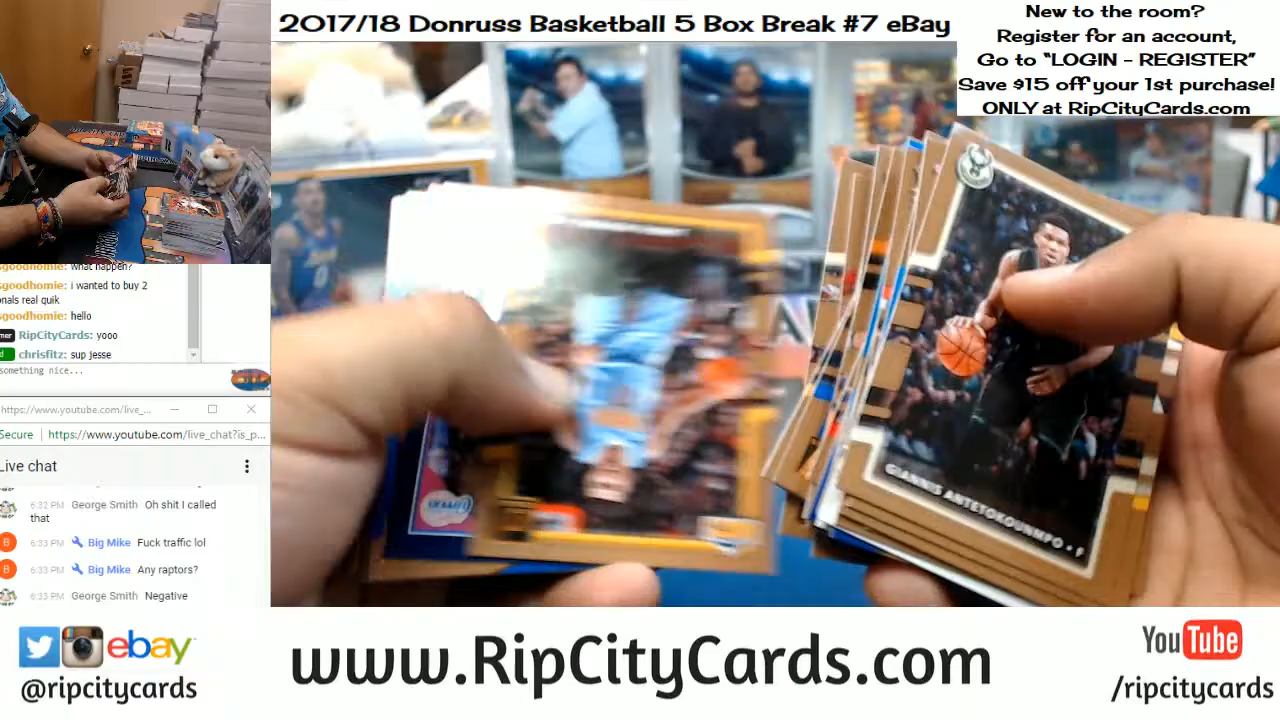 2017/18 Donruss Basketball 5 Box Break #7 eBay
New to the room?
Register for an account,
Go to “LOGIN - REGISTER”
Save $15 off your 1st purchase!
ONLY at RipCityCards.com
sgoodhomie: what happen?
sgoodhomie: i wanted to buy 2
onals real quik
sgoodhomie: hello
mer RipCityCards: yooo
d chrisfitz: sup jesse
something nice...
https://www.youtube.com/live_...
Secure https://www.youtube.com/live_chat?is_p...
Live chat
6:32 PM George Smith Oh shit I called
that
B 6:33 PM Big Mike Fuck traffic lol
B 6:33 PM Big Mike Any raptors?
6:33 PM George Smith Negative
GIANNIS ANTETOKOUNMPO • F
ebay
@ripcitycards
www.RipCityCards.com
YouTube
/ripcitycards